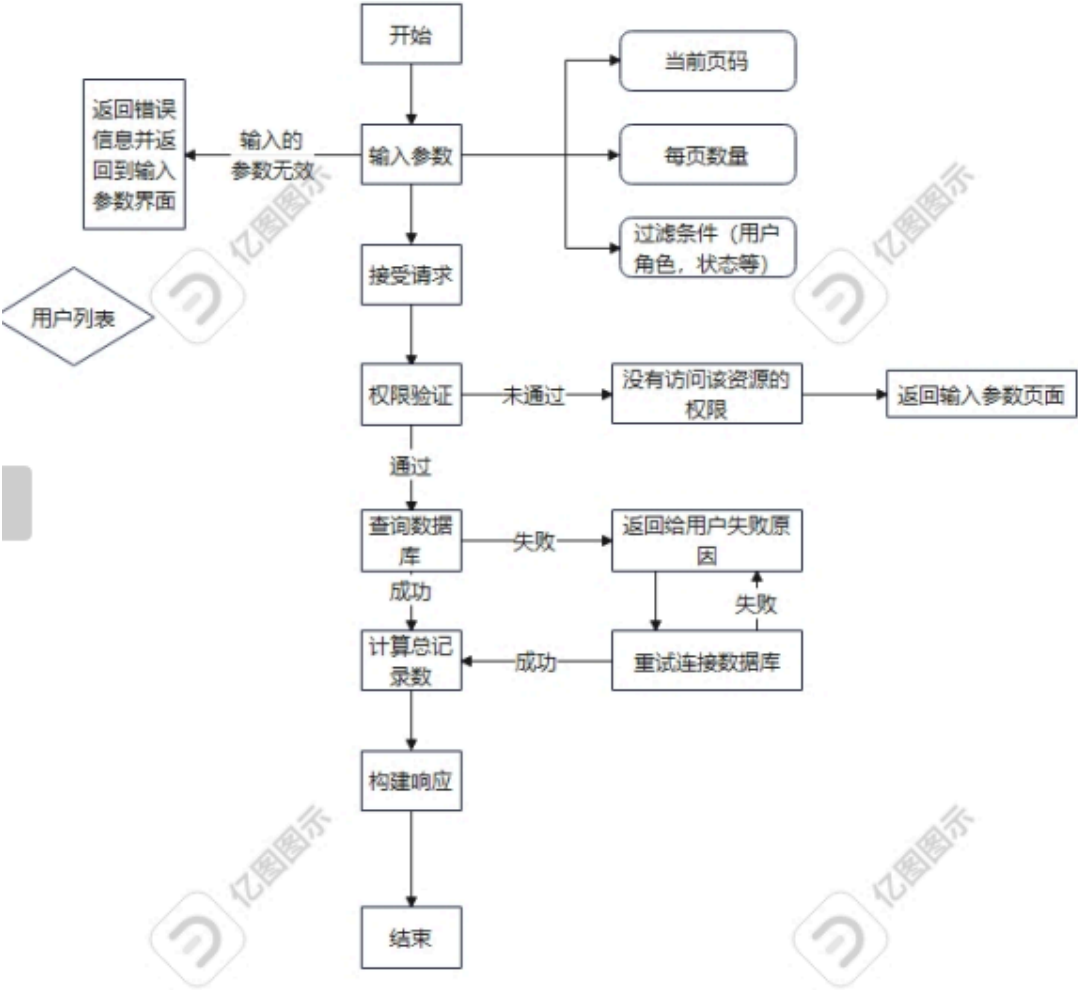 开始
当前页码
返回错误
信息并返
回到输入
参数界面
输入的
参数无效
输入参数
每页数量
过滤条件（用户
角色，状态等）
接受请求
用户列表
权限验证
未通过
没有访问该资源的
权限
返回输入参数页面
通过
查询数据
库
失败
返回给用户失败原
因
成功
失败
计算总记
录数
成功
重试连接数据库
构建响应
结束
亿图图示
亿图图示
亿图图示
亿图图示